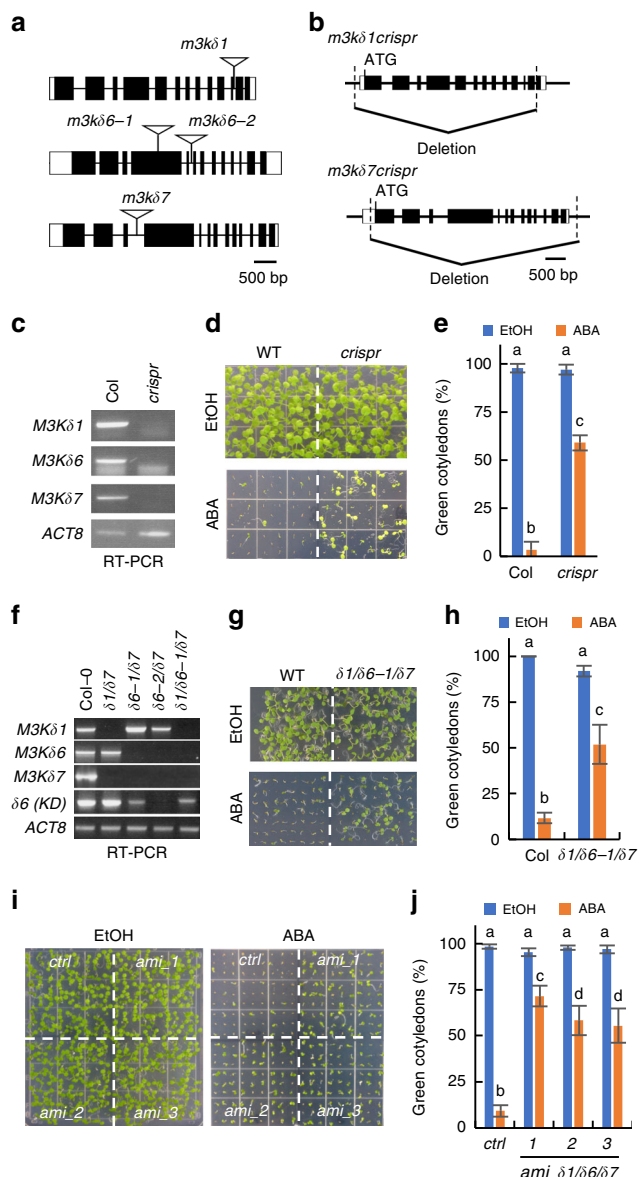 a
m3kδ1
m3kδ6–1
m3kδ6–2
m3kδ7
500 bp
b
m3kδ1crispr
ATG
Deletion
m3kδ7crispr
ATG
Deletion
500 bp
c
Col
crispr
M3Kδ1
M3Kδ6
M3Kδ7
ACT8
RT-PCR
d
WT
crispr
EtOH
ABA
e
EtOH
ABA
Green cotyledons (%)
100
75
50
25
0
a
b
a
c
Col
crispr
f
Col–0
δ1/δ7
δ6–1/δ7
δ6–2/δ7
δ1/δ6–1/δ7
M3Kδ1
M3Kδ6
M3Kδ7
δ6 (KD)
ACT8
RT-PCR
g
WT
δ1/δ6–1/δ7
EtOH
ABA
h
EtOH
ABA
Green cotyledons (%)
100
75
50
25
0
a
b
a
c
Col
δ1/δ6–1/δ7
i
EtOH
ABA
ctrl
ami_1
ami_2
ami_3
ctrl
ami_1
ami_2
ami_3
j
EtOH
ABA
Green cotyledons (%)
100
75
50
25
0
a
b
a
c
a
d
a
d
ctrl
1
2
3
ami_δ1/δ6/δ7